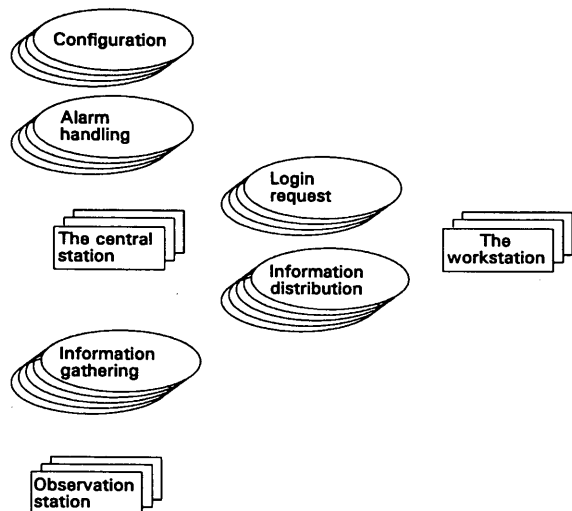 Configuration
Alarm
handling
Login
request
The central
station
The
workstation
Information
distribution
Information
gathering
Observation
station